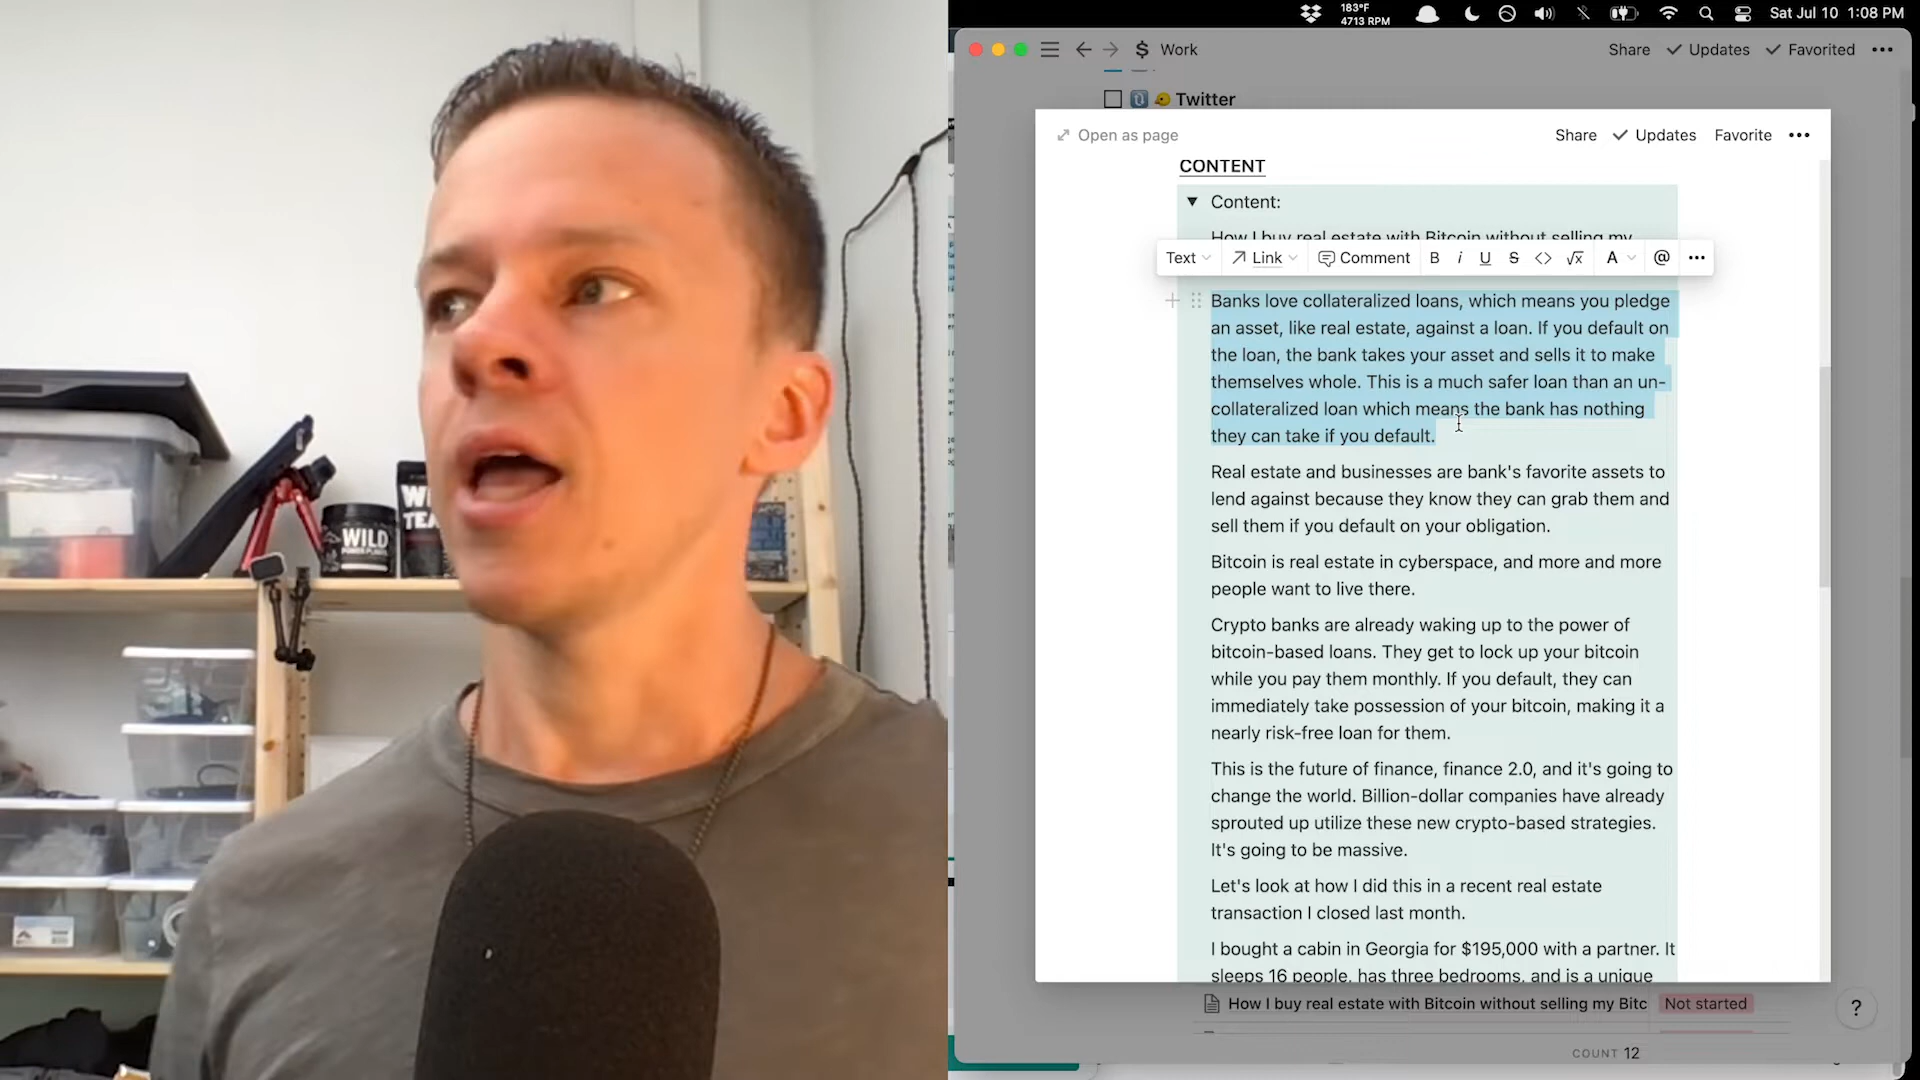 183°F
4713 RPM
Sat Jul 10 1:08 PM
$ Work
Share
Updates
Favorited
Twitter
Open as page
Share
Updates
Favorite
CONTENT
Content:
How I buy real estate with Bitcoin without selling my
Text
Link
Comment
B
i
U
S
A
@
Banks love collateralized loans, which means you pledge
an asset, like real estate, against a loan. If you default on
the loan, the bank takes your asset and sells it to make
themselves whole. This is a much safer loan than an un-
collateralized loan which means the bank has nothing
they can take if you default.
Real estate and businesses are bank's favorite assets to
lend against because they know they can grab them and
sell them if you default on your obligation.
Bitcoin is real estate in cyberspace, and more and more
people want to live there.
Crypto banks are already waking up to the power of
bitcoin-based loans. They get to lock up your bitcoin
while you pay them monthly. If you default, they can
immediately take possession of your bitcoin, making it a
nearly risk-free loan for them.
This is the future of finance, finance 2.0, and it's going to
change the world. Billion-dollar companies have already
sprouted up utilize these new crypto-based strategies.
It's going to be massive.
Let's look at how I did this in a recent real estate
transaction I closed last month.
I bought a cabin in Georgia for $195,000 with a partner. It
sleeps 16 people, has three bedrooms, and is a unique
How I buy real estate with Bitcoin without selling my Bitc
Not started
?
COUNT 12
WILD